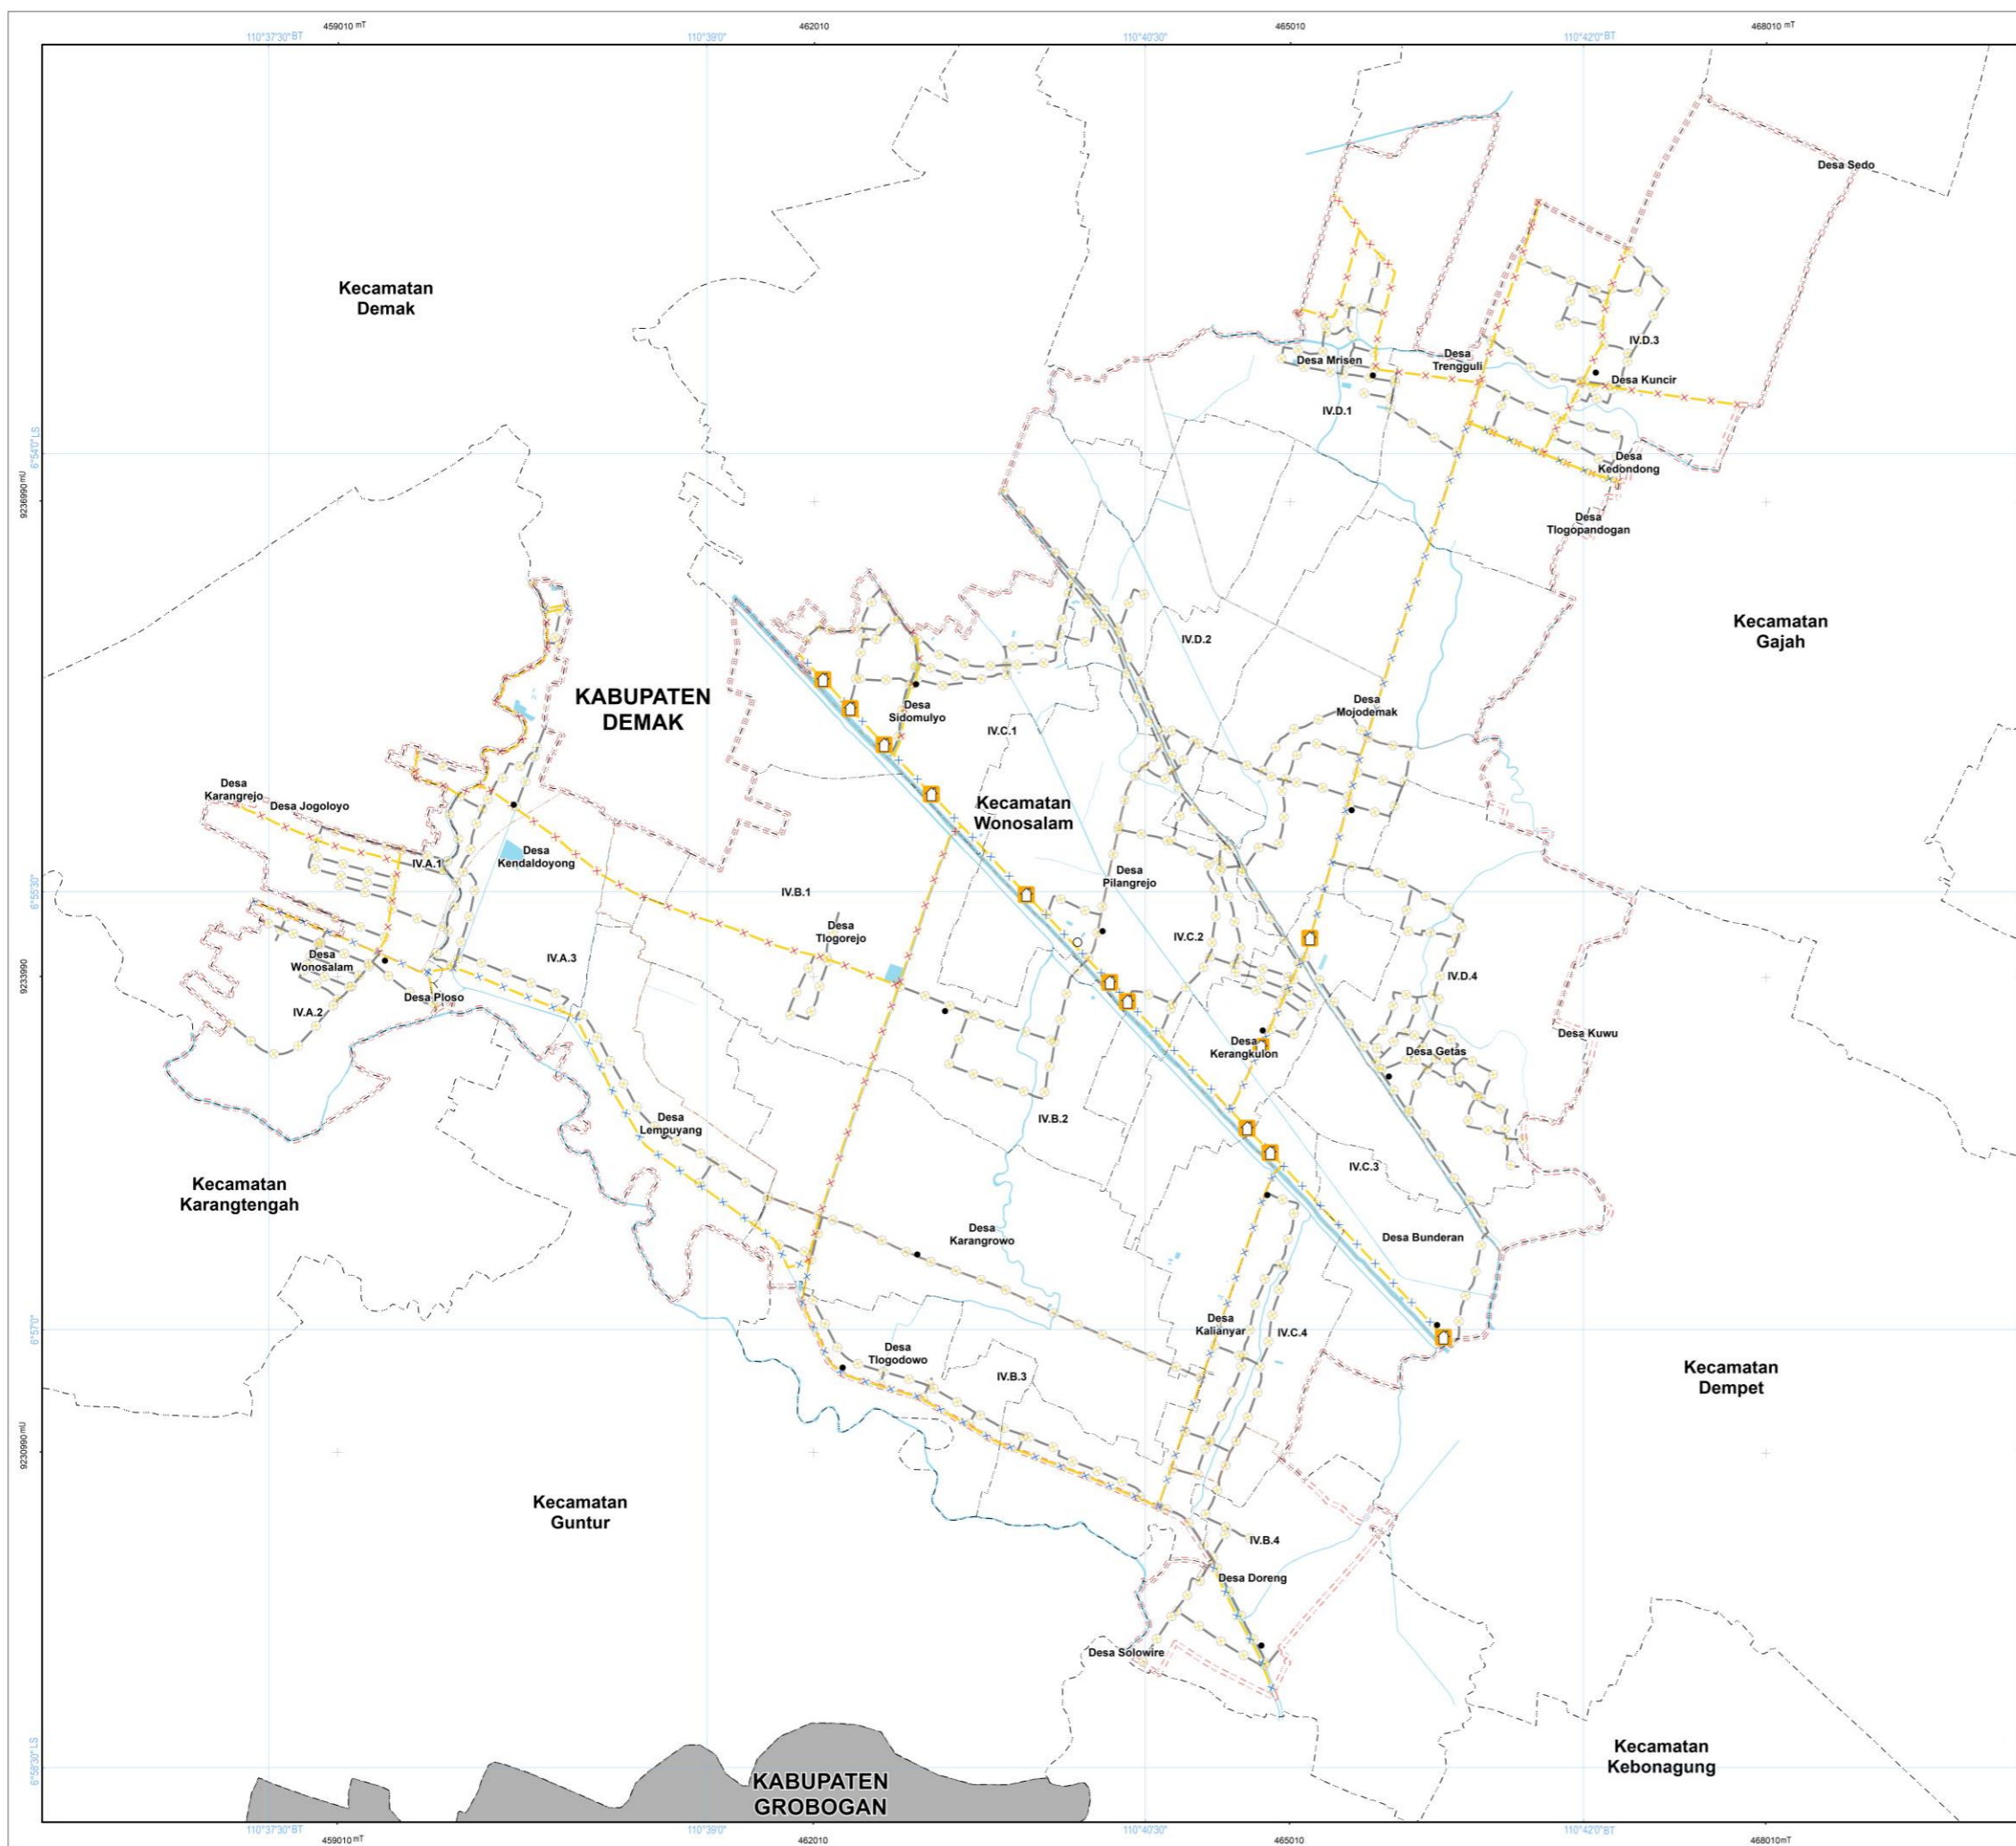 459010 mT
462010
465010
468010 mT
110°37'30" BT
110°39'0"
110°40'30"
110°42'0" BT
Desa Sedo
Kecamatan
Demak
IV.D.3
Desa Mrisen
Desa
Trengguli
Desa Kuncir
IV.D.1
6°54'0" LS
Desa
Kedondong
9236990 mU
Desa
Tlogopandogan
Kecamatan
Gajah
IV.D.2
KABUPATEN
DEMAK
Desa
Sidomulyo
Desa
Mojodemak
IV.C.1
Desa
Karangrejo
Desa Jogoloyo
Kecamatan
Wonosalam
IV.A.1
Desa
Kendaldoyong
Desa
Pilangrejo
6°55'30"
IV.B.1
Desa
Tlogorejo
IV.C.2
Desa
Wonosalam
IV.A.3
9233990
IV.D.4
Desa Ploso
IV.A.2
Desa Kuwu
Desa
Kerangkulon
Desa Getas
Desa
Lempuyang
IV.B.2
IV.C.3
Kecamatan
Karangtengah
Desa
Karangrowo
Desa Bunderan
6°57'0"
Desa
Kalianyar
IV.C.4
Desa
Tlogodowo
IV.B.3
Kecamatan
Dempet
9230990 mU
Kecamatan
Guntur
IV.B.4
Desa Doreng
Desa Solowire
6°58'30" LS
Kecamatan
Kebonagung
KABUPATEN
GROBOGAN
110°37'30" BT
110°39'0"
110°40'30"
110°42'0" BT
459010 mT
462010
465010
468010 mT